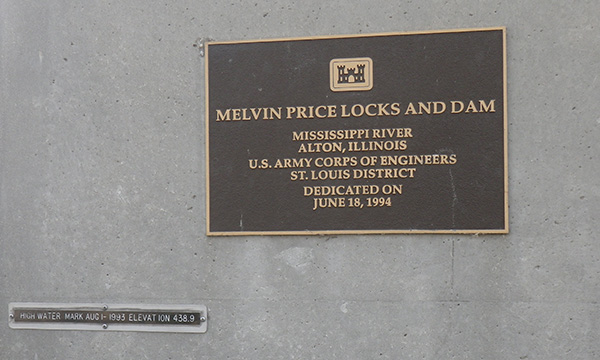 MELVIN PRICE LOCKS AND DAM
MISSISSIPPI RIVER
ALTON, ILLINOIS
U.S. ARMY CORPS OF ENGINEERS
ST. LOUIS DISTRICT
DEDICATED ON
JUNE 18, 1994
HIGH WATER MARK AUG 1-1993 ELEVATION 438.9